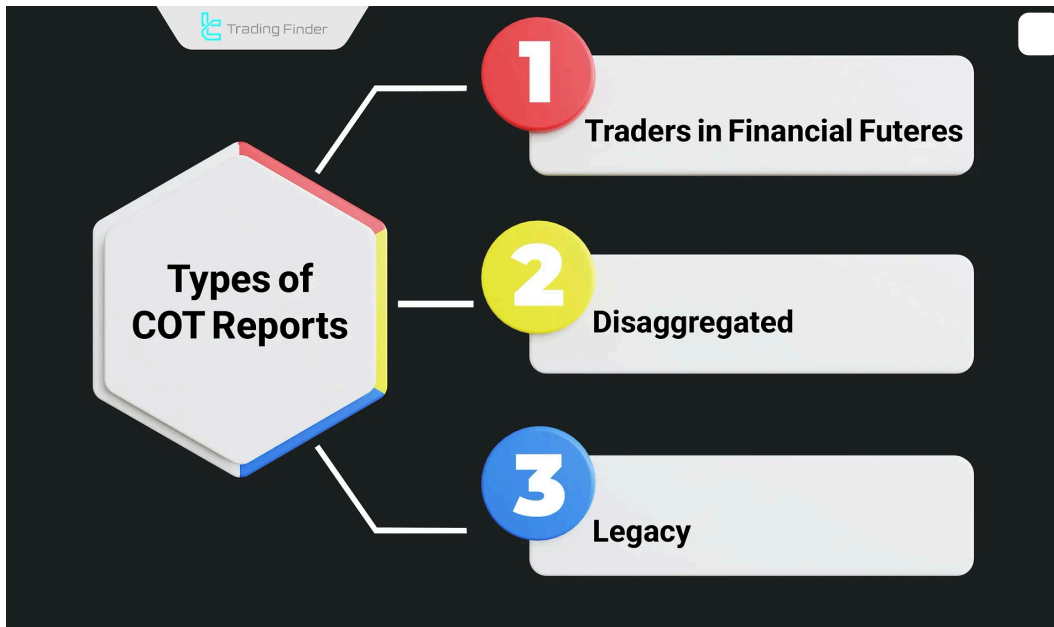 Trading Finder
1
Traders in Financial Futeres
Types of
COT Reports
2
Disaggregated
3
Legacy